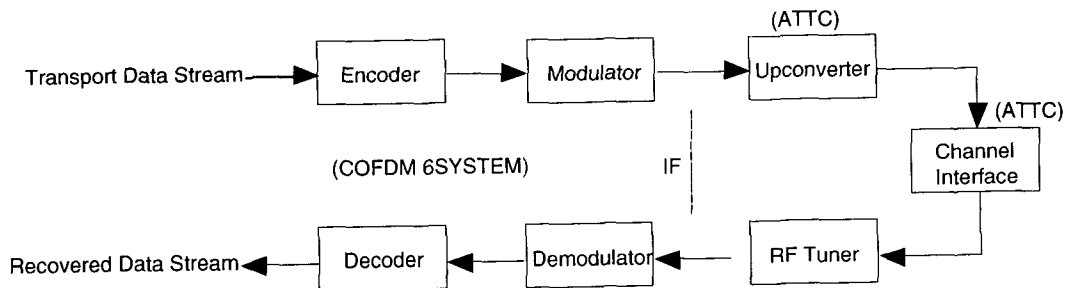 (ATTC)
Transport Data Stream
Encoder
Modulator
Upconverter
(ATTC)
Channel
Interface
(COFDM 6SYSTEM)
IF
Recovered Data Stream
Decoder
Demodulator
RF Tuner